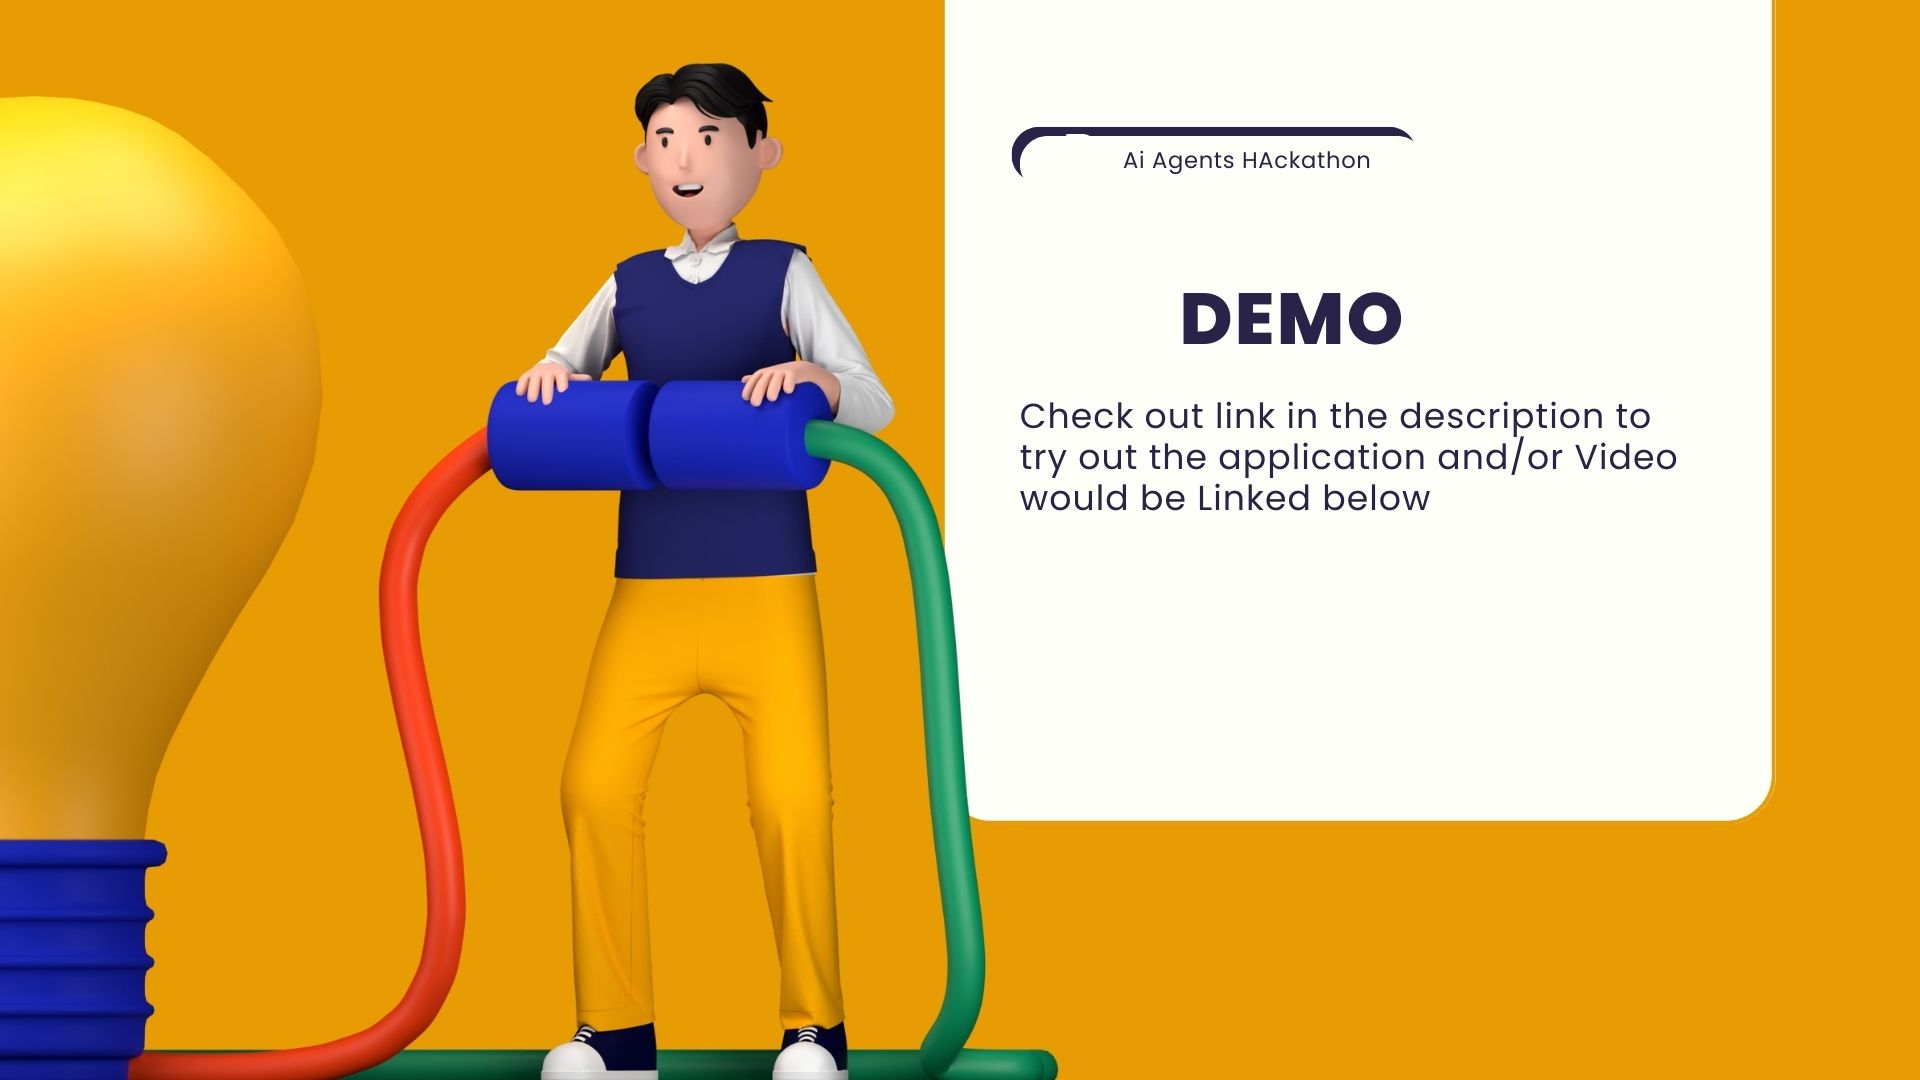 Ai Agents HAckathon
DEMO
Check out link in the description to
try out the application and/or Video
would be Linked below